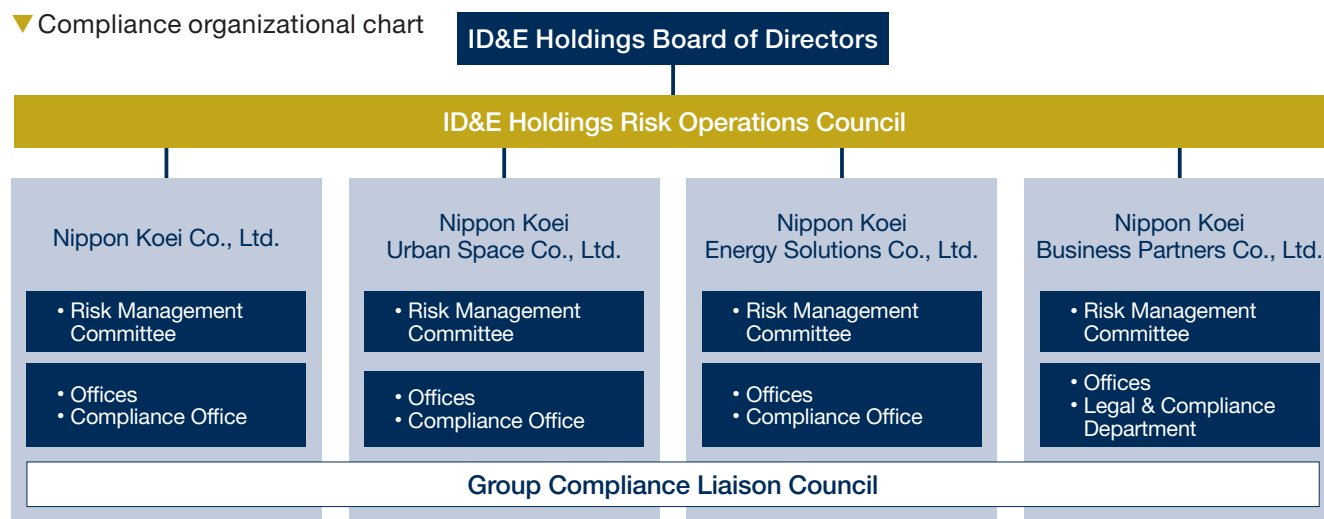 ▼Compliance organizational chart
ID&E Holdings Board of Directors
ID&E Holdings Risk Operations Council
Nippon Koei Co., Ltd.
• Risk Management
Committee
• Offices
• Compliance Office
Nippon Koei
Urban Space Co., Ltd.
• Risk Management
Committee
• Offices
• Compliance Office
Nippon Koei
Energy Solutions Co., Ltd.
• Risk Management
Committee
• Offices
• Compliance Office
Nippon Koei
Business Partners Co., Ltd.
• Risk Management
Committee
• Offices
• Legal & Compliance
Department
Group Compliance Liaison Council